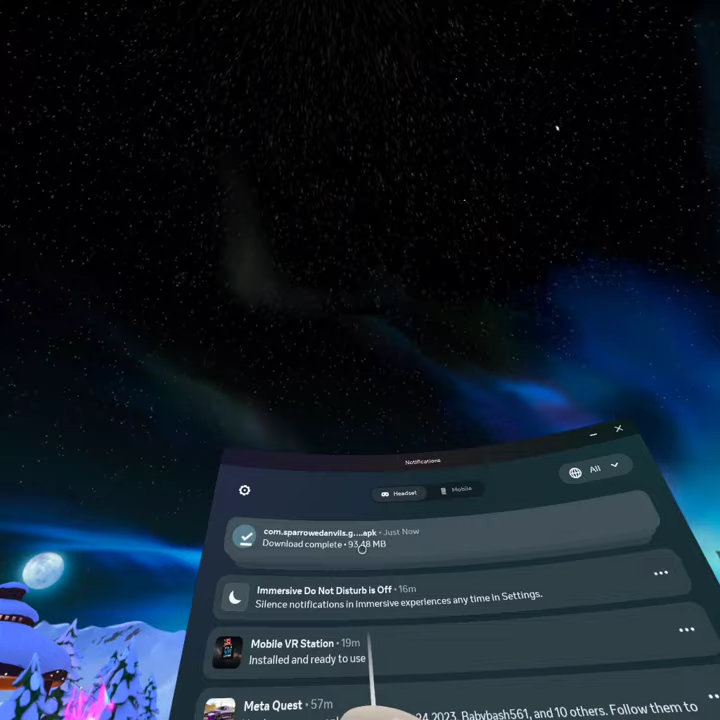 Notifications
All
Headset
Mobile
com.sparrowedanvils.g....apk • Just Now
Download complete • 93.48 MB
Immersive Do Not Disturb is Off • 16m
Silence notifications in immersive experiences any time in Settings.
Mobile VR Station • 19m
Installed and ready to use
Meta Quest • 57m
24 2023, Babybash561, and 10 others. Follow them to